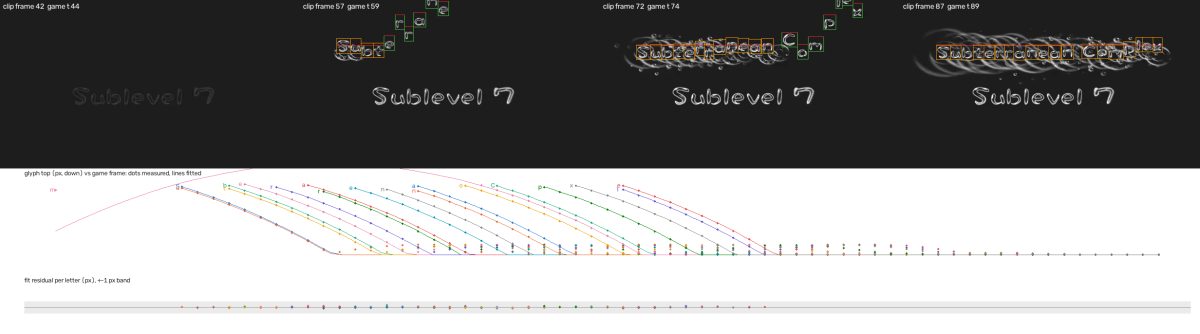 clip frame 42 game t 44
clip frame 57 game t 59
clip frame 72 game t 74
clip frame 87 game t 89
Subte
r
r
a
n
e
Subterranean
C
o
m
p
x
Subterranean Complex
Sublevel 7
Sublevel 7
Sublevel 7
Sublevel 7
glyph top (px, down) vs game frame: dots measured, lines fitted
fit residual per letter (px), +-1 px band